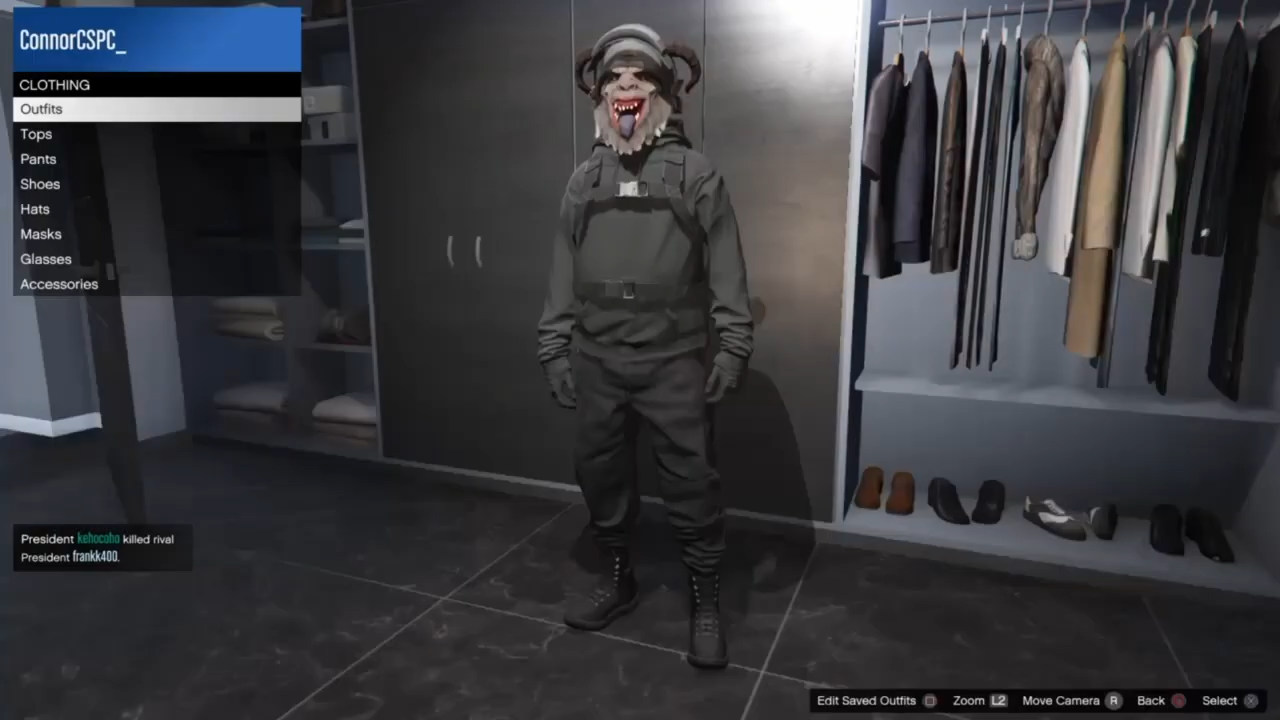 ConnorCSPC_
CLOTHING
Outfits
Tops
Pants
Shoes
Hats
Masks
Glasses
Accessories
President kehocoho killed rival
President frankk400.
Edit Saved Outfits Zoom L2 Move Camera R Back Select